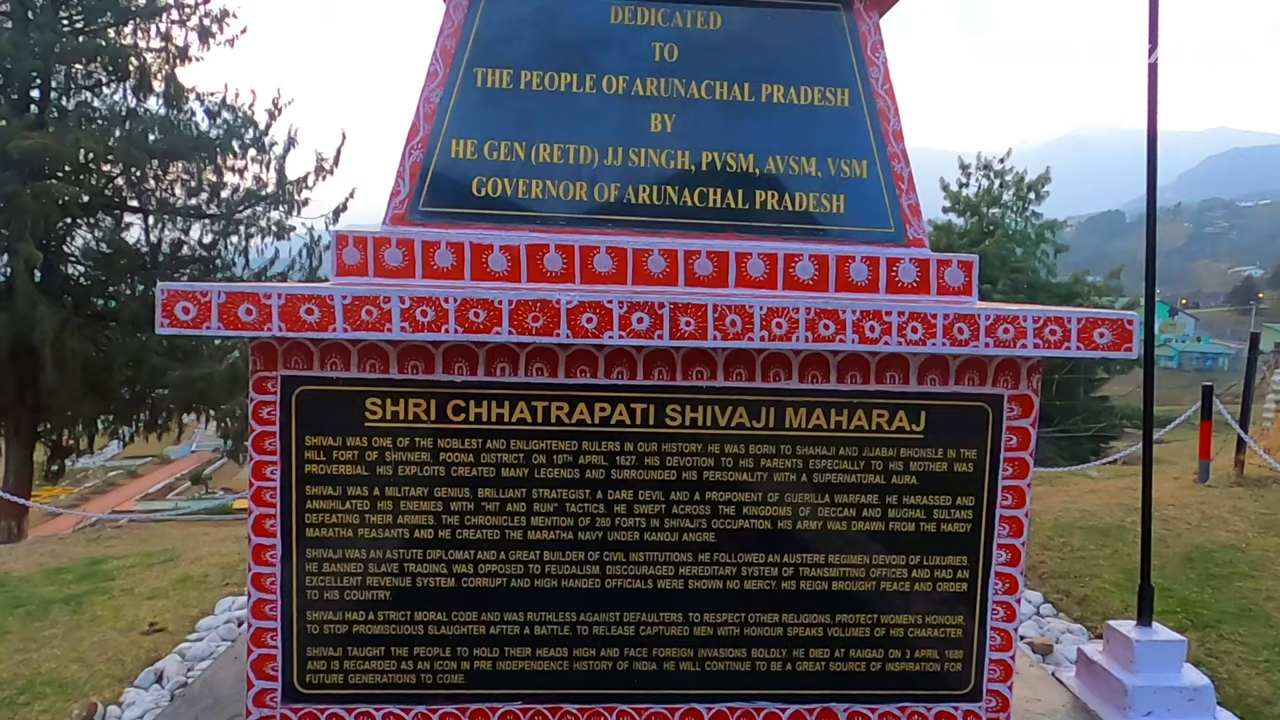 DEDICATED
TO
THE PEOPLE OF ARUNACHAL PRADESH
BY
HE GEN (RETD) JJ SINGH, PVSM, AVSM, VSM
GOVERNOR OF ARUNACHAL PRADESH
SHRI CHHATRAPATI SHIVAJI MAHARAJ
SHIVAJI WAS ONE OF THE NOBLEST AND ENLIGHTENED RULERS IN OUR HISTORY. HE WAS BORN TO SHAHAJI AND JIJABAI BHONSLE IN THE
HILL FORT OF SHIVNERI, POONA DISTRICT, ON 10TH APRIL, 1627. HIS DEVOTION TO HIS PARENTS ESPECIALLY TO HIS MOTHER WAS
PROVERBIAL. HIS EXPLOITS CREATED MANY LEGENDS AND SURROUNDED HIS PERSONALITY WITH A SUPERNATURAL AURA.
SHIVAJI WAS A MILITARY GENIUS, BRILLIANT STRATEGIST, A DARE DEVIL AND A PROPONENT OF GUERILLA WARFARE. HE HARASSED AND
ANNIHILATED HIS ENEMIES WITH "HIT AND RUN" TACTICS. HE SWEPT ACROSS THE KINGDOMS OF DECCAN AND MUGHAL SULTANS
DEFEATING THEIR ARMIES. THE CHRONICLES MENTION OF 280 FORTS IN SHIVAJI'S OCCUPATION. HIS ARMY WAS DRAWN FROM THE HARDY
MARATHA PEASANTS AND HE CREATED THE MARATHA NAVY UNDER KANOJI ANGRE.
SHIVAJI WAS AN ASTUTE DIPLOMAT AND A GREAT BUILDER OF CIVIL INSTITUTIONS. HE FOLLOWED AN AUSTERE REGIMEN DEVOID OF LUXURIES.
HE BANNED SLAVE TRADING, WAS OPPOSED TO FEUDALISM, DISCOURAGED HEREDITARY SYSTEM OF TRANSMITTING OFFICES AND HAD AN
EXCELLENT REVENUE SYSTEM. CORRUPT AND HIGH HANDED OFFICIALS WERE SHOWN NO MERCY. HIS REIGN BROUGHT PEACE AND ORDER
TO HIS COUNTRY.
SHIVAJI HAD A STRICT MORAL CODE AND WAS RUTHLESS AGAINST DEFAULTERS. TO RESPECT OTHER RELIGIONS, PROTECT WOMEN'S HONOUR,
TO STOP PROMISCUOUS SLAUGHTER AFTER A BATTLE, TO RELEASE CAPTURED MEN WITH HONOUR SPEAKS VOLUMES OF HIS CHARACTER.
SHIVAJI TAUGHT THE PEOPLE TO HOLD THEIR HEADS HIGH AND FACE FOREIGN INVASIONS BOLDLY. HE DIED AT RAIGAD ON 3 APRIL 1680
AND IS REGARDED AS AN ICON IN PRE INDEPENDENCE HISTORY OF INDIA. HE WILL CONTINUE TO BE A GREAT SOURCE OF INSPIRATION FOR
FUTURE GENERATIONS TO COME.